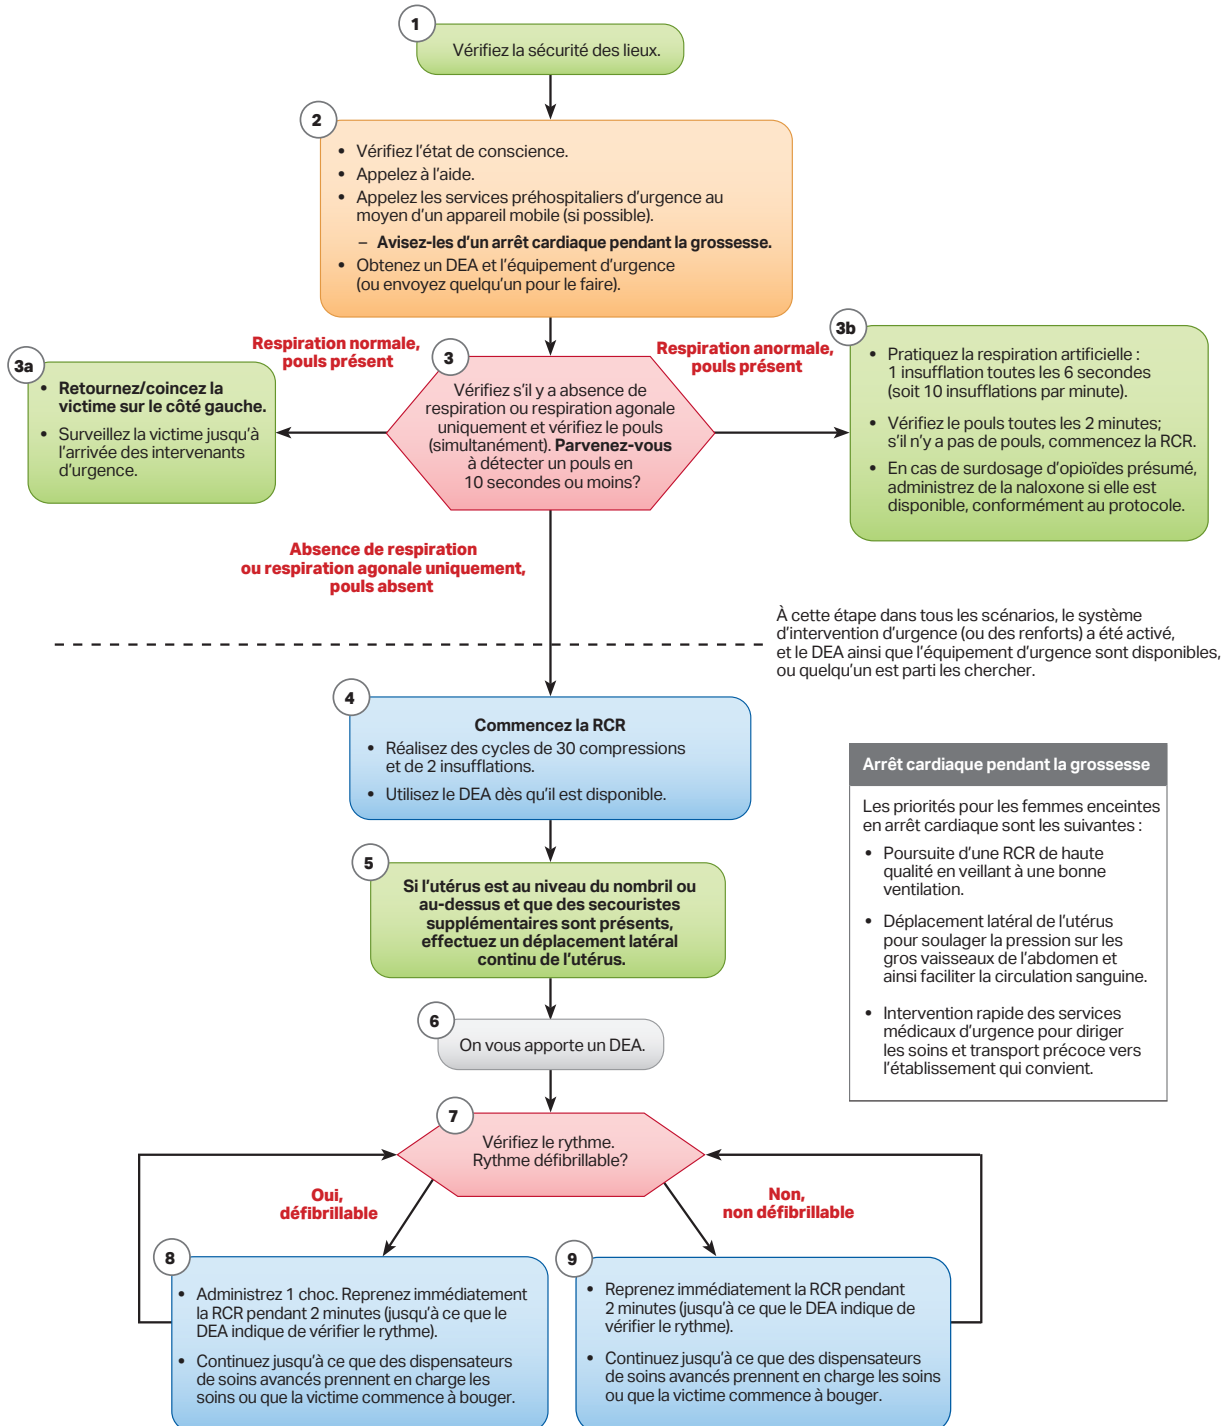 1
Vérifiez la sécurité des lieux.
2
• Vérifiez l'état de conscience.
• Appelez à l'aide.
• Appelez les services préhospitaliers d'urgence au
moyen d'un appareil mobile (si possible).
– Avisez-les d'un arrêt cardiaque pendant la grossesse.
• Obtenez un DEA et l'équipement d'urgence
(ou envoyez quelqu'un pour le faire).
Respiration normale,
pouls présent
3a
• Retournez/coincez la
victime sur le côté gauche.
• Surveillez la victime jusqu'à
l'arrivée des intervenants
d'urgence.
3
Vérifiez s'il y a absence de
respiration ou respiration agonale
uniquement et vérifiez le pouls
(simultanément). Parvenez-vous
à détecter un pouls en
10 secondes ou moins?
Respiration anormale,
pouls présent
3b
• Pratiquez la respiration artificielle :
1 insufflation toutes les 6 secondes
(soit 10 insufflations par minute).
• Vérifiez le pouls toutes les 2 minutes;
s'il n'y a pas de pouls, commencez la RCR.
• En cas de surdosage d'opioïdes présumé,
administrez de la naloxone si elle est
disponible, conformément au protocole.
Absence de respiration
ou respiration agonale uniquement,
pouls absent
À cette étape dans tous les scénarios, le système
d'intervention d'urgence (ou des renforts) a été activé,
et le DEA ainsi que l'équipement d'urgence sont disponibles,
ou quelqu'un est parti les chercher.
4
Commencez la RCR
• Réalisez des cycles de 30 compressions
et de 2 insufflations.
• Utilisez le DEA dès qu'il est disponible.
5
Si l'utérus est au niveau du nombril ou
au-dessus et que des secouristes
supplémentaires sont présents,
effectuez un déplacement latéral
continu de l'utérus.
Arrêt cardiaque pendant la grossesse
Les priorités pour les femmes enceintes
en arrêt cardiaque sont les suivantes :
• Poursuite d'une RCR de haute
qualité en veillant à une bonne
ventilation.
• Déplacement latéral de l'utérus
pour soulager la pression sur les
gros vaisseaux de l'abdomen et
ainsi faciliter la circulation sanguine.
• Intervention rapide des services
médicaux d'urgence pour diriger
les soins et transport précoce vers
l'établissement qui convient.
6
On vous apporte un DEA.
7
Vérifiez le rythme.
Rythme défibrillable?
Oui,
défibrillable
Non,
non défibrillable
8
• Administrez 1 choc. Reprenez immédiatement
la RCR pendant 2 minutes (jusqu'à ce que le
DEA indique de vérifier le rythme).
• Continuez jusqu'à ce que des dispensateurs
de soins avancés prennent en charge les
soins ou que la victime commence à bouger.
9
• Reprenez immédiatement la RCR pendant
2 minutes (jusqu'à ce que le DEA indique de
vérifier le rythme).
• Continuez jusqu'à ce que des dispensateurs
de soins avancés prennent en charge les soins
ou que la victime commence à bouger.